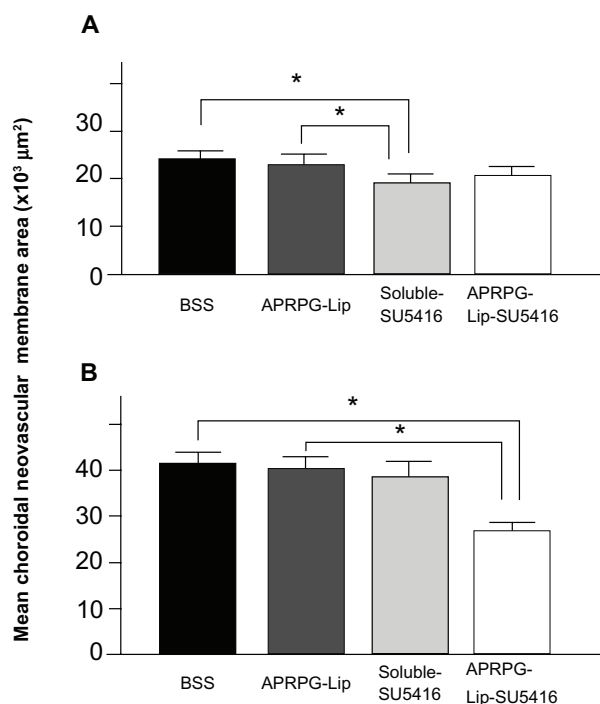 A
Mean choroidal neovascular membrane area (x10³ µm²)
*
*
30
20
10
0
BSS
APRPG-Lip
Soluble-
SU5416
APRPG-
Lip-SU5416
B
*
*
40
30
20
10
0
BSS
APRPG-Lip
Soluble-
SU5416
APRPG-
Lip-SU5416